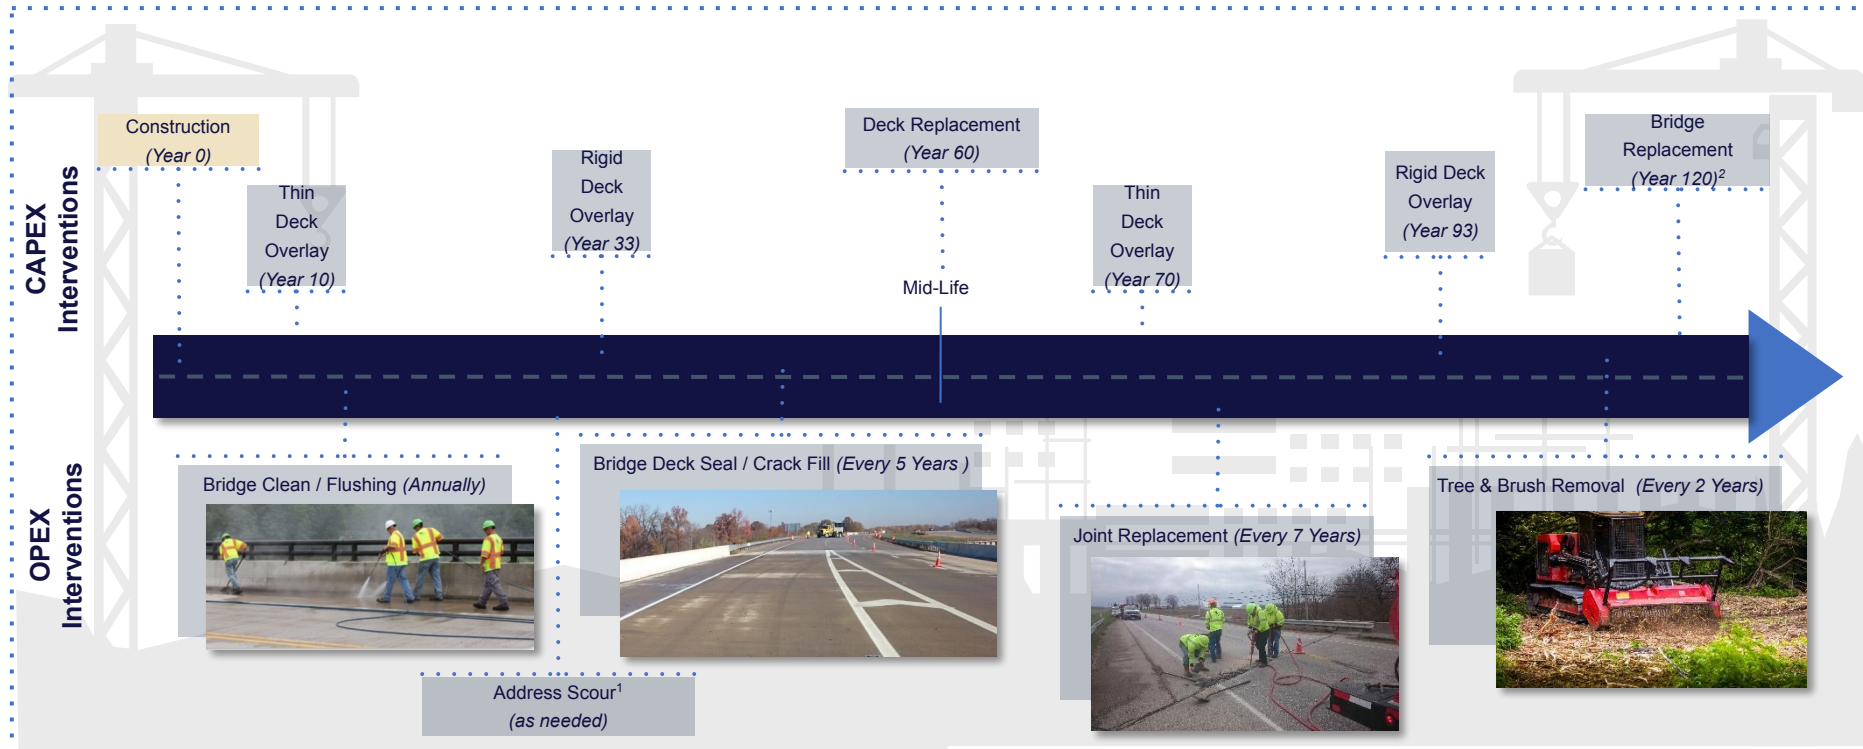 CAPEX
Interventions
Construction
(Year 0)
Thin
Deck
Overlay
(Year 10)
Rigid
Deck
Overlay
(Year 33)
Deck Replacement
(Year 60)
Mid-Life
Thin
Deck
Overlay
(Year 70)
Rigid Deck
Overlay
(Year 93)
Bridge
Replacement
(Year 120)²
OPEX
Interventions
Bridge Clean / Flushing (Annually)
Address Scour¹
(as needed)
Bridge Deck Seal / Crack Fill (Every 5 Years )
Joint Replacement (Every 7 Years)
Tree & Brush Removal (Every 2 Years)